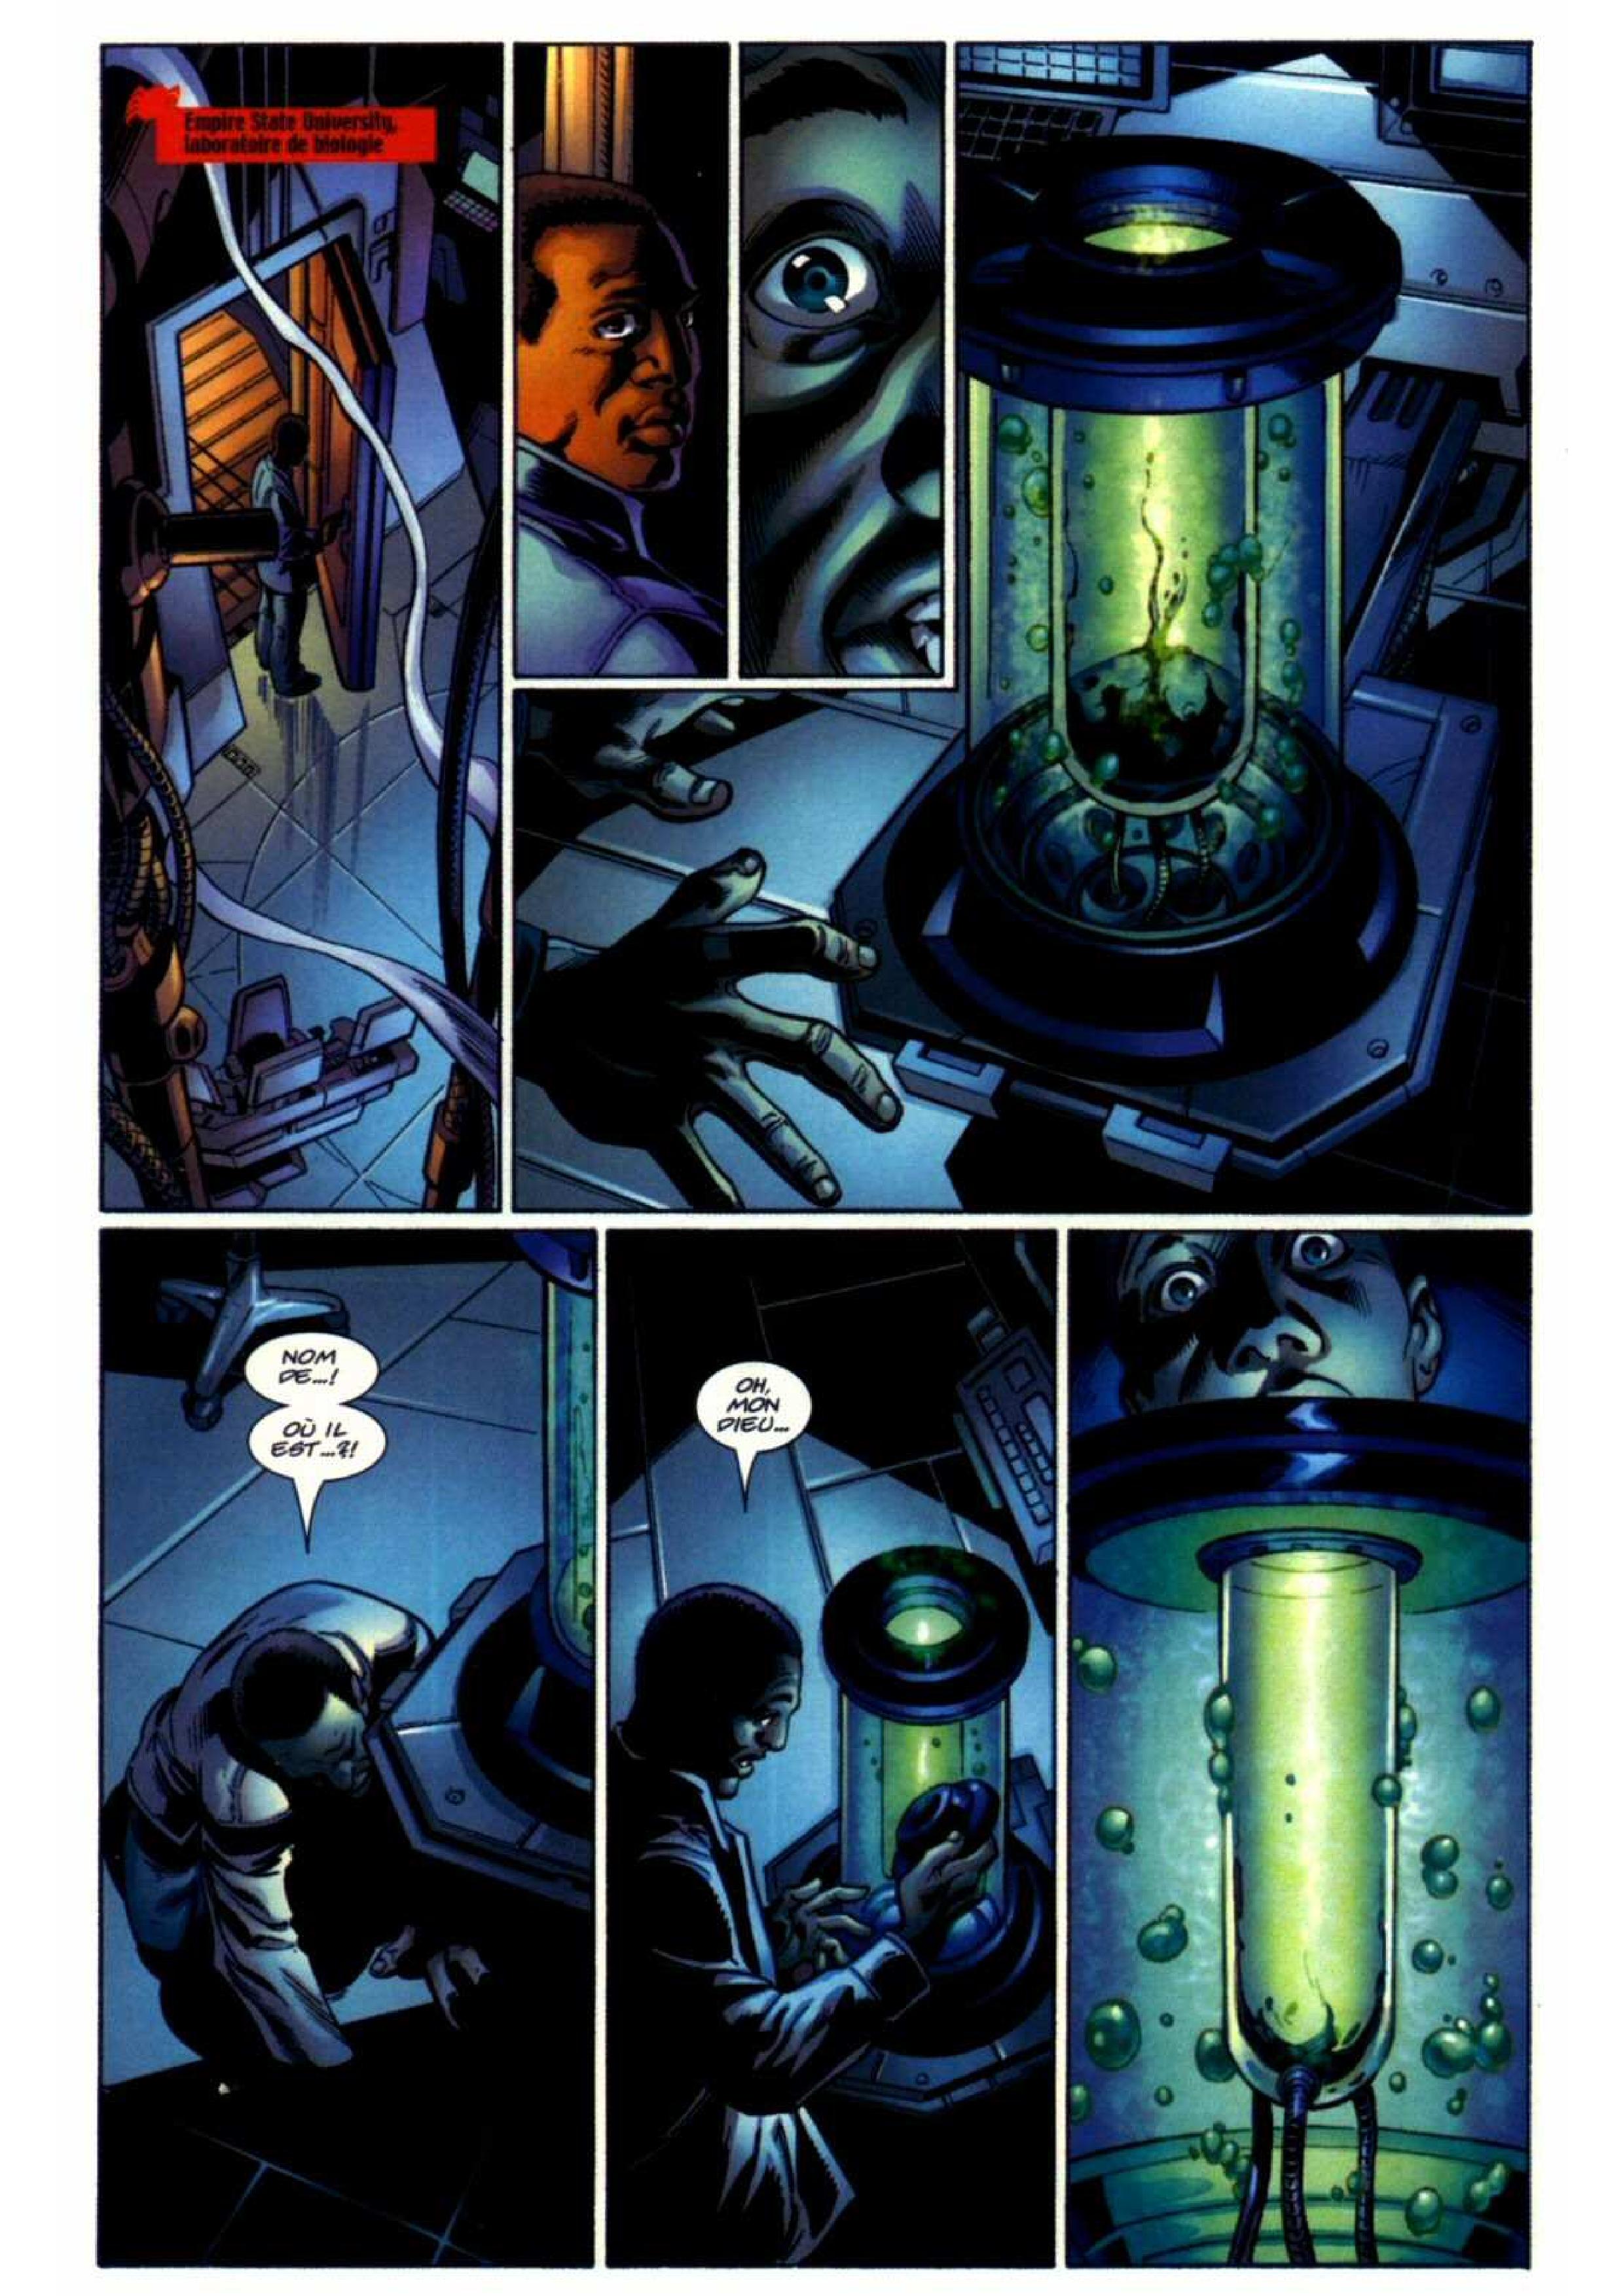 Empire State University,
laboratoire de biologie
NOM
DE...!
OÙ IL
EST...?!
OH,
MON
DIEU...